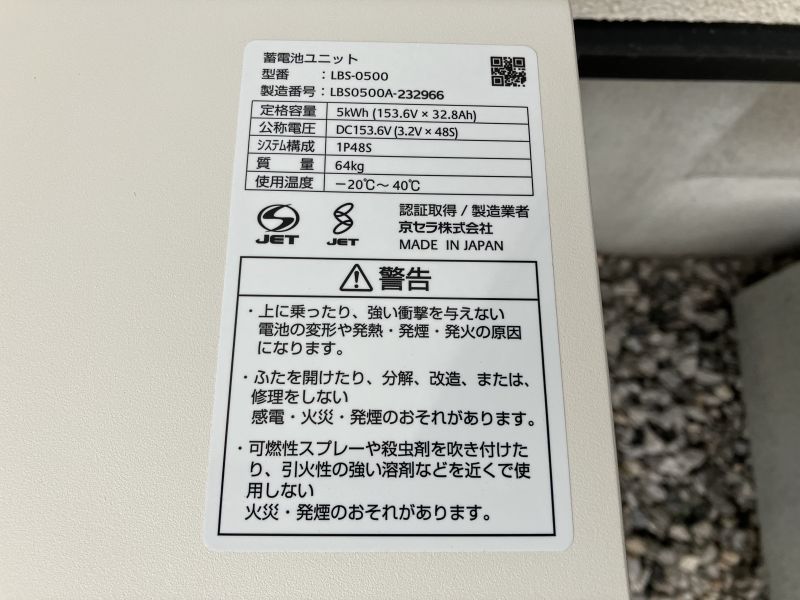 蓄電池ユニット
型番　：LBS-0500
製造番号：LBS0500A-232966
定格容量 5kWh (153.6V × 32.8Ah)
公称電圧 DC153.6V (3.2V × 48S)
システム構成 1P48S
質　量 64kg
使用温度 −20℃～ 40℃
JET JET
認証取得 / 製造業者
京セラ株式会社
MADE IN JAPAN
警告
・上に乗ったり、強い衝撃を与えない
電池の変形や発熱・発煙・発火の原因
になります。
・ふたを開けたり、分解、改造、または、
修理をしない
感電・火災・発煙のおそれがあります。
・可燃性スプレーや殺虫剤を吹き付けた
り、引火性の強い溶剤などを近くで使
用しない
火災・発煙のおそれがあります。